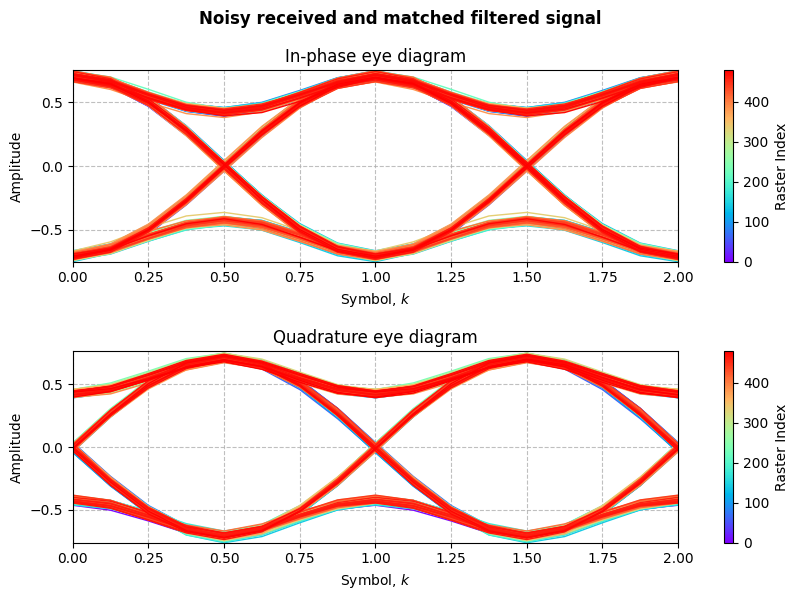 Noisy received and matched filtered signal
In-phase eye diagram
0.5
0.0
−0.5
Amplitude
0.00 0.25 0.50 0.75 1.00 1.25 1.50 1.75 2.00
Symbol, k
400
300
200
100
0
Raster Index
Quadrature eye diagram
0.5
0.0
−0.5
Amplitude
0.00 0.25 0.50 0.75 1.00 1.25 1.50 1.75 2.00
Symbol, k
400
300
200
100
0
Raster Index